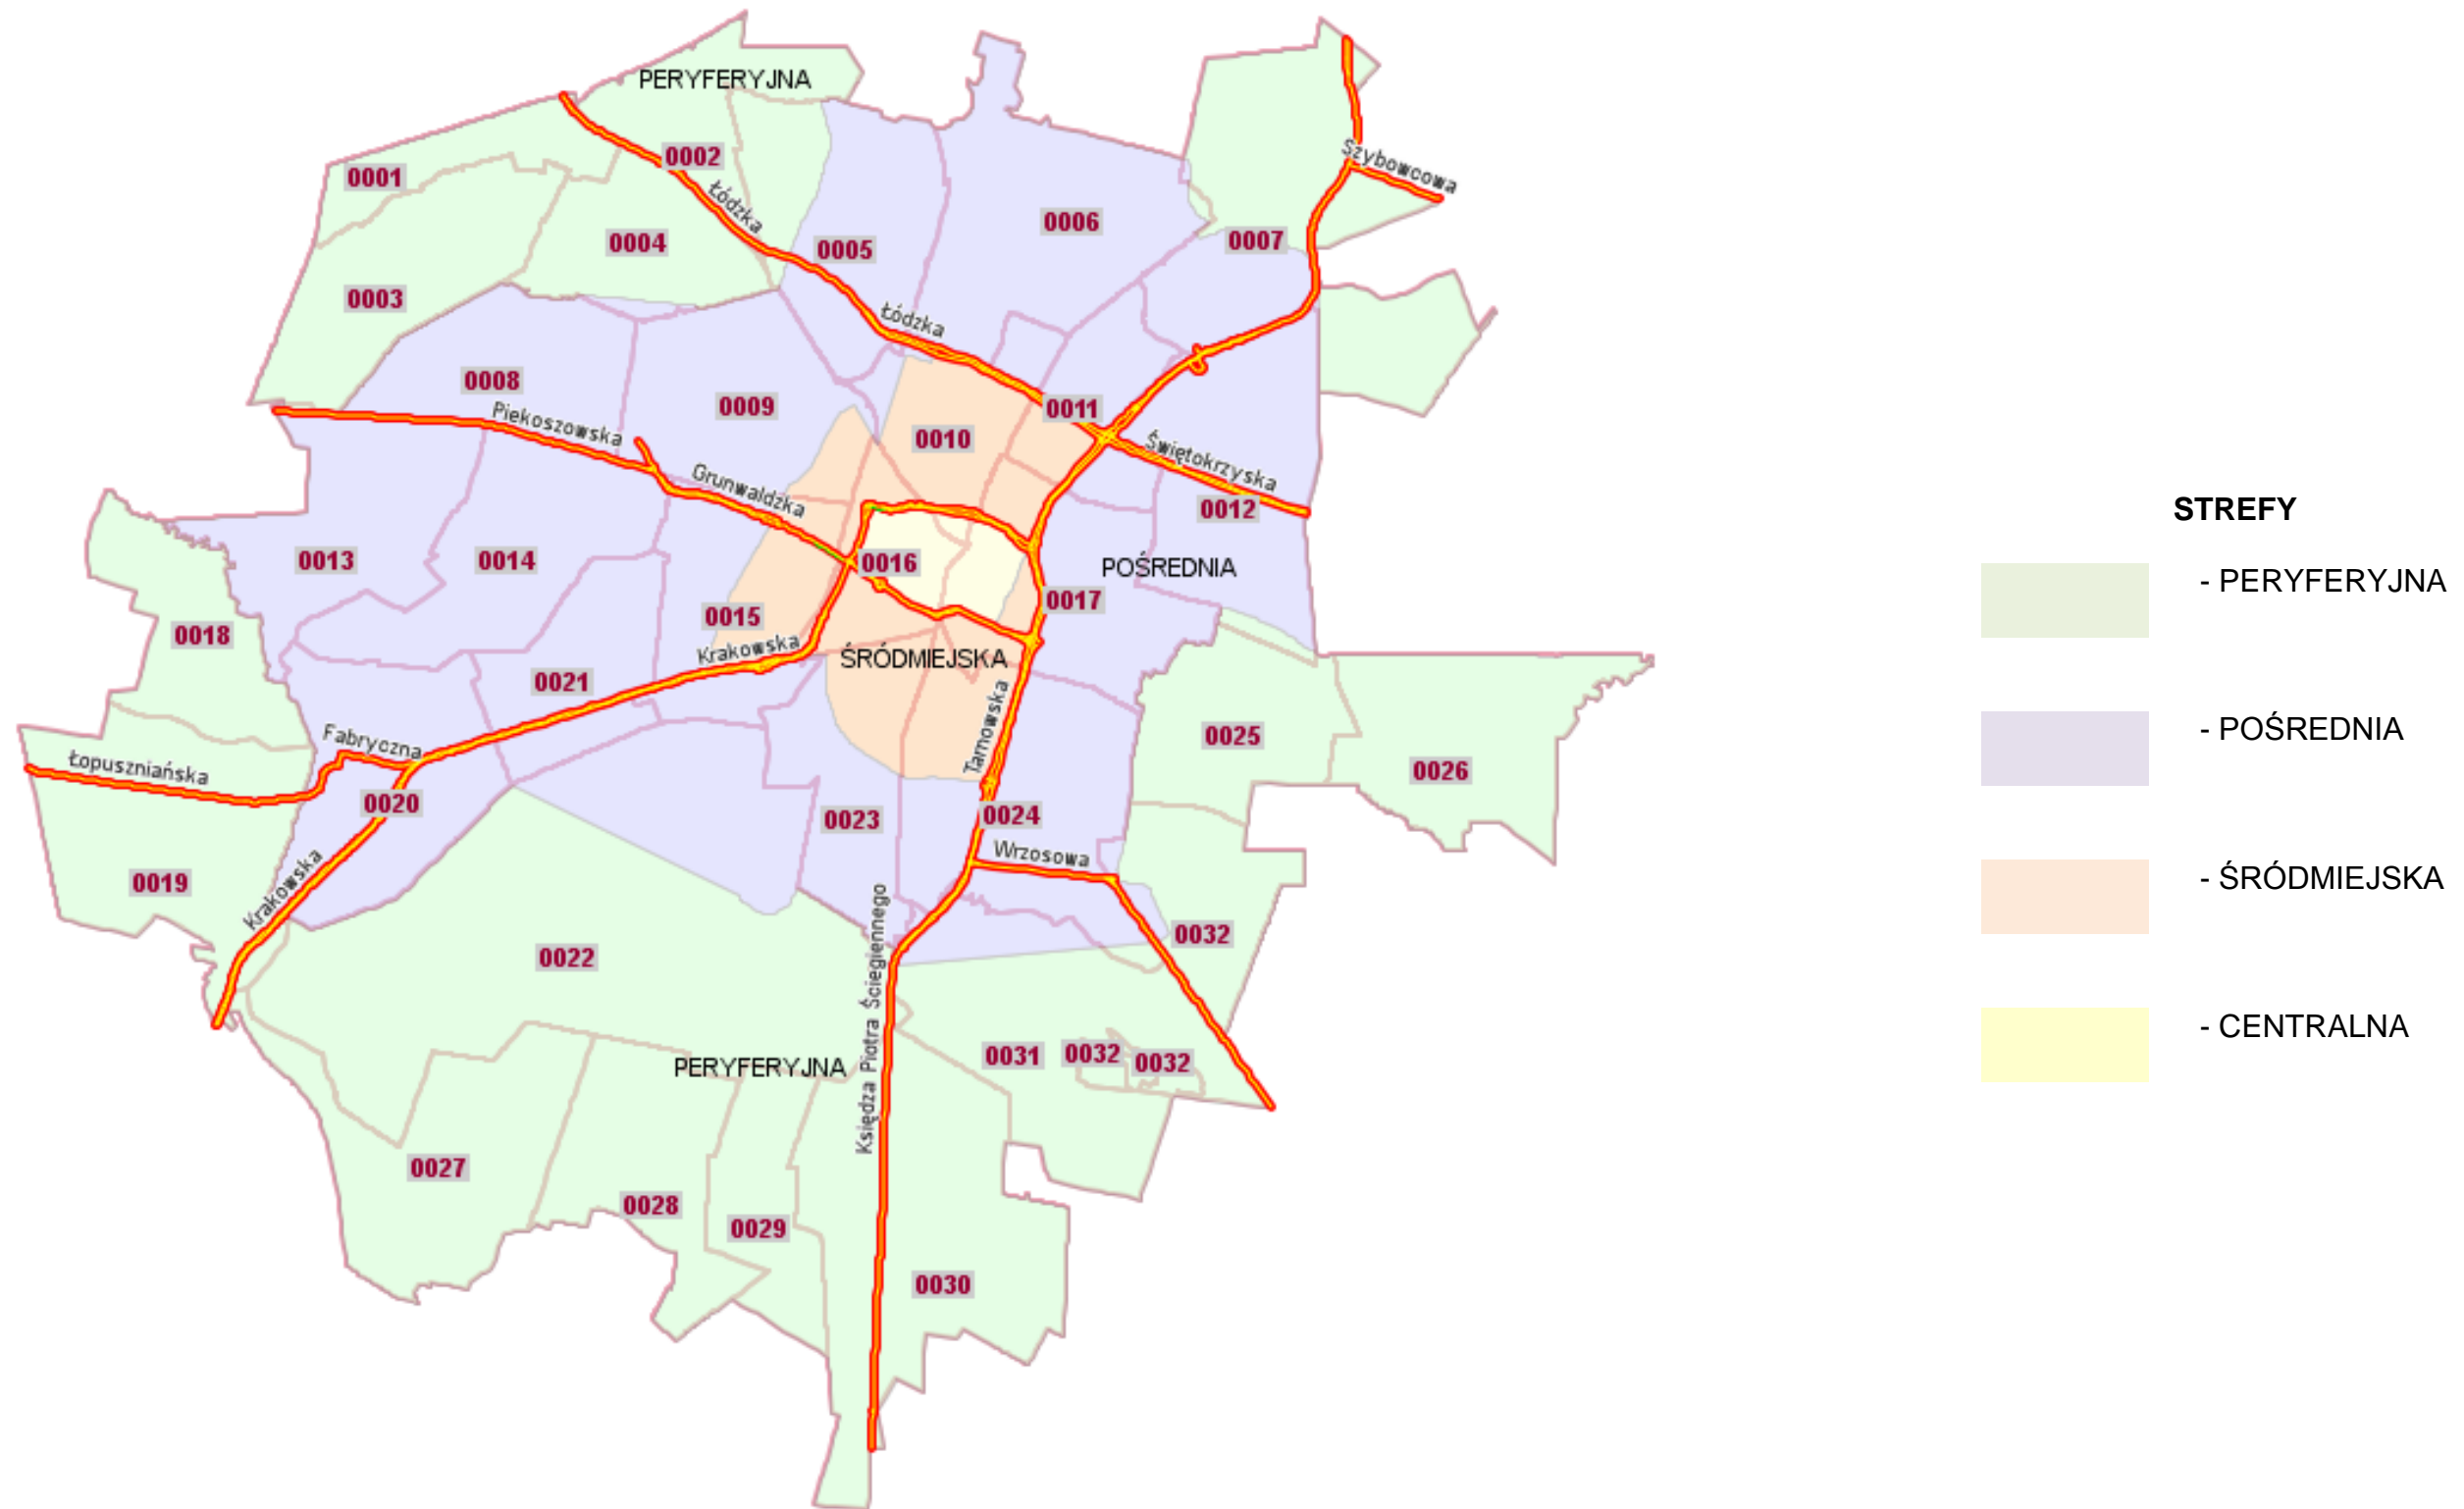 PERYFERYJNA
0001
0002
Szybowcowa
Łódzka
0003
0004
0005
0006
0007
Łódzka
0008
0009
0010
0011
Piekoszowska
Grunwaldzka
Świętokrzyska
0012
0013
0014
0015
0016
0017
POŚREDNIA
0018
Krakowska
ŚRÓDMIEJSKA
0021
Tarnowska
0025
0026
Fabryczna
Łopuszniańska
0020
0023
0024
Wrzosowa
0019
Krakowska
0022
Księdza Piotra Ściegiennego
0032
PERYFERYJNA
0031
0032
0032
0027
0028
0029
0030
STREFY
- PERYFERYJNA
- POŚREDNIA
- ŚRÓDMIEJSKA
- CENTRALNA